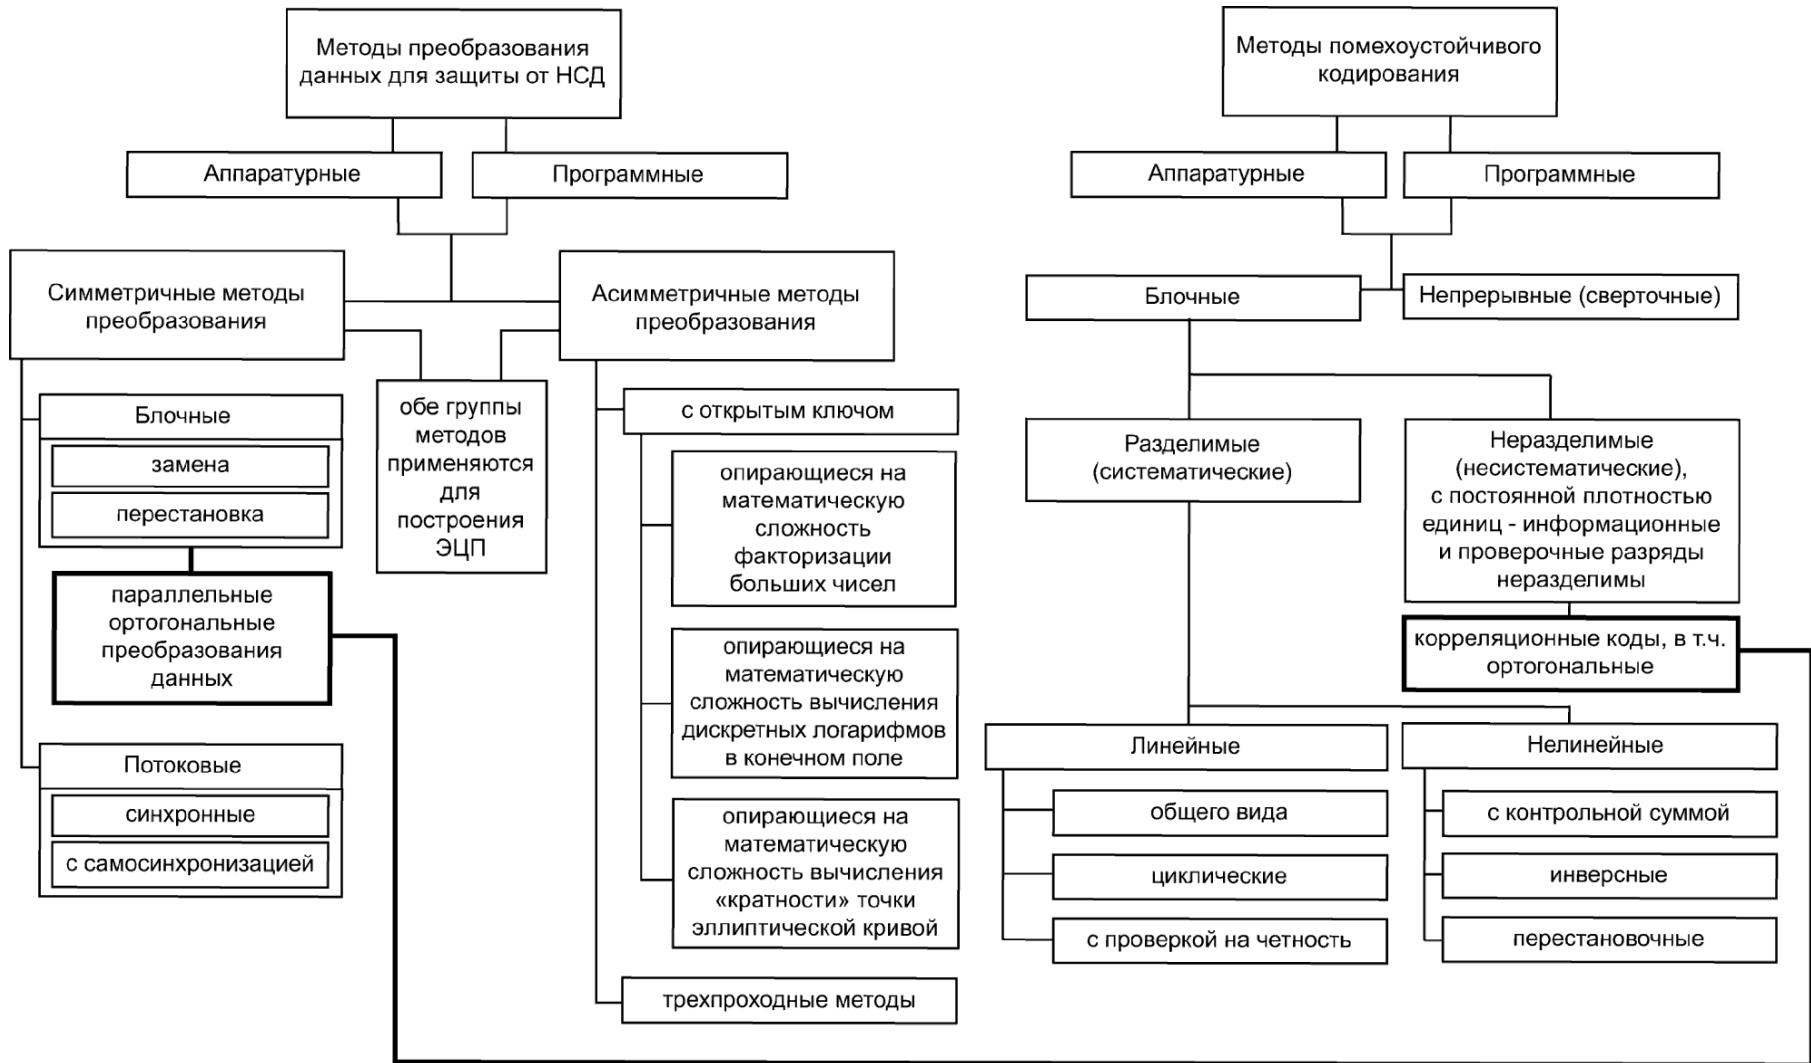 Методы преобразования
данных для защиты от НСД
Аппаратурные
Программные
Симметричные методы
преобразования
Асимметричные методы
преобразования
Блочные
замена
перестановка
параллельные
ортогональные
преобразования
данных
Потоковые
синхронные
с самосинхронизацией
обе группы
методов
применяются
для
построения
ЭЦП
с открытым ключом
опирающиеся на
математическую
сложность
факторизации
больших чисел
опирающиеся на
математическую
сложность вычисления
дискретных логарифмов
в конечном поле
опирающиеся на
математическую
сложность вычисления
«кратности» точки
эллиптической кривой
трехпроходные методы
Методы помехоустойчивого
кодирования
Аппаратурные
Программные
Блочные
Непрерывные (сверточные)
Разделимые
(систематические)
Неразделимые
(несистематические),
с постоянной плотностью
единиц - информационные
и проверочные разряды
неразделимы
корреляционные коды, в т.ч.
ортогональные
Линейные
общего вида
циклические
с проверкой на четность
Нелинейные
с контрольной суммой
инверсные
перестановочные